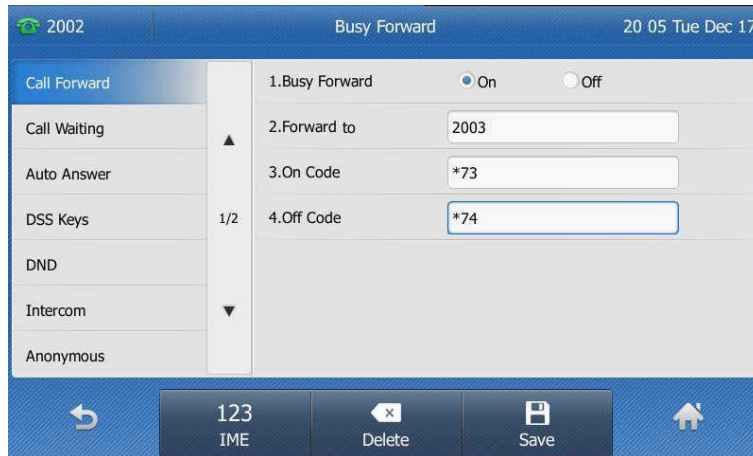 2002 Busy Forward 20 05 Tue Dec 17
Call Forward 1.Busy Forward On Off
Call Waiting 2.Forward to 2003
Auto Answer 3.On Code *73
DSS Keys 1/2 4.Off Code *74
DND
Intercom
Anonymous
123
IME Delete Save